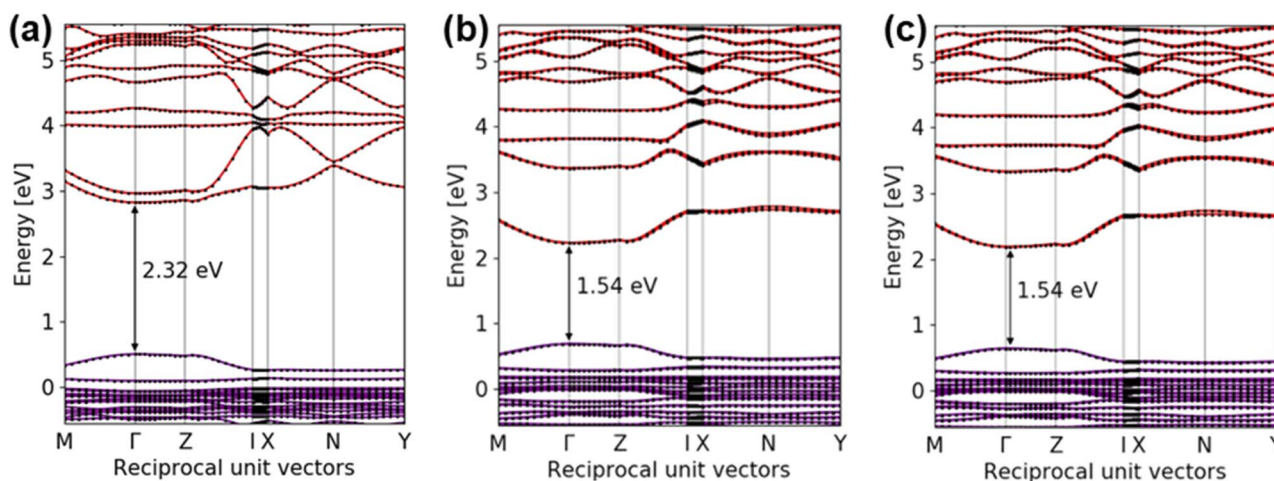 (a)
5
4
3
2
1
0
Energy [eV]
2.32 eV
M Γ Z I X N Y
Reciprocal unit vectors
(b)
5
4
3
2
1
0
Energy [eV]
1.54 eV
M Γ Z I X N Y
Reciprocal unit vectors
(c)
5
4
3
2
1
0
Energy [eV]
1.54 eV
M Γ Z I X N Y
Reciprocal unit vectors